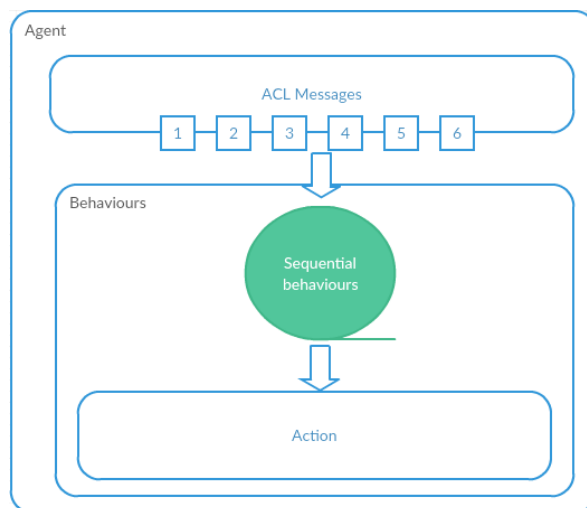 Agent
ACL Messages
1 2 3 4 5 6
Behaviours
Sequential
behaviours
Action